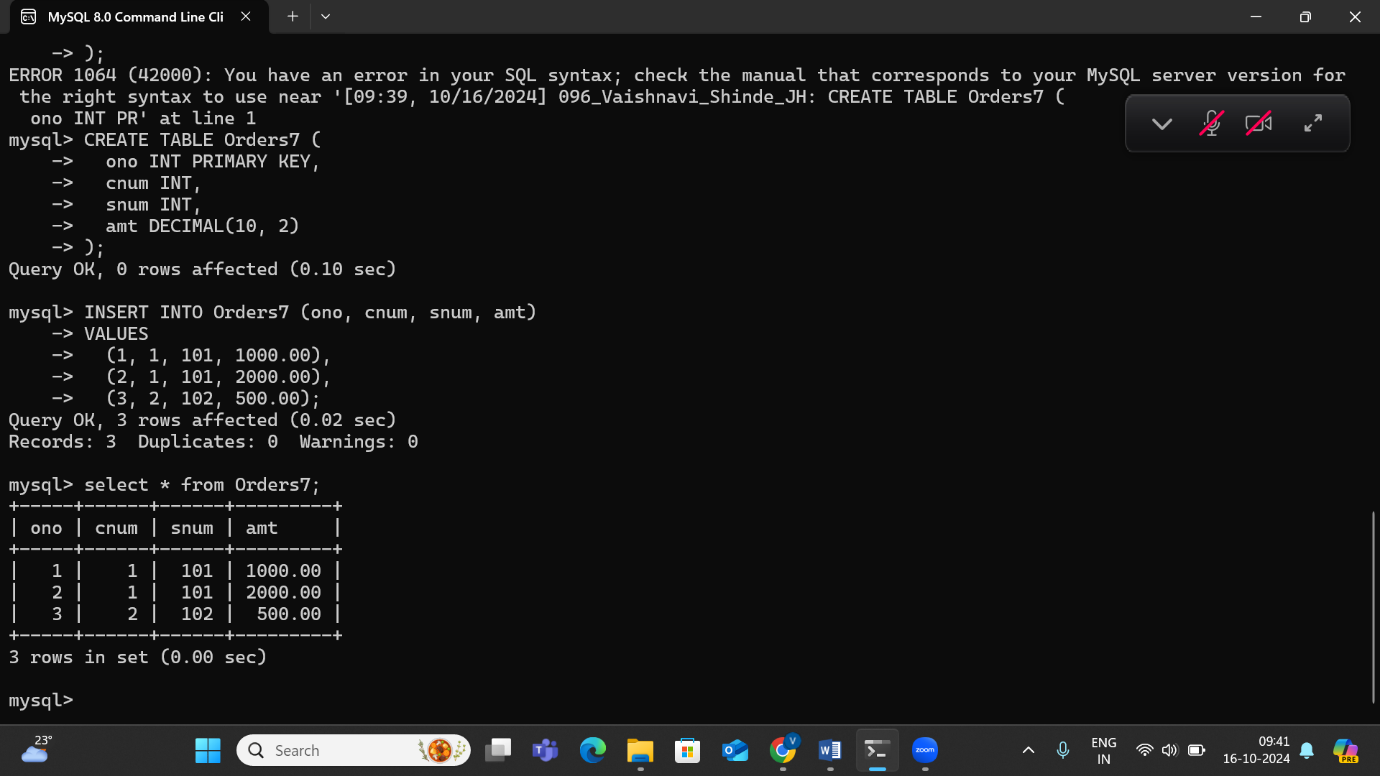 MySQL 8.0 Command Line Cli
-> );
ERROR 1064 (42000): You have an error in your SQL syntax; check the manual that corresponds to your MySQL server version for
the right syntax to use near '[09:39, 10/16/2024] 096_Vaishnavi_Shinde_JH: CREATE TABLE Orders7 (
ono INT PR' at line 1
mysql> CREATE TABLE Orders7 (
-> ono INT PRIMARY KEY,
-> cnum INT,
-> snum INT,
-> amt DECIMAL(10, 2)
-> );
Query OK, 0 rows affected (0.10 sec)
mysql> INSERT INTO Orders7 (ono, cnum, snum, amt)
-> VALUES
-> (1, 1, 101, 1000.00),
-> (2, 1, 101, 2000.00),
-> (3, 2, 102, 500.00);
Query OK, 3 rows affected (0.02 sec)
Records: 3  Duplicates: 0  Warnings: 0
mysql> select * from Orders7;
+-----+------+------+---------+
| ono | cnum | snum | amt     |
+-----+------+------+---------+
|   1 |    1 |  101 | 1000.00 |
|   2 |    1 |  101 | 2000.00 |
|   3 |    2 |  102 |  500.00 |
+-----+------+------+---------+
3 rows in set (0.00 sec)
mysql>
23°
Search
zoom
ENG
IN
09:41
16-10-2024
PRE